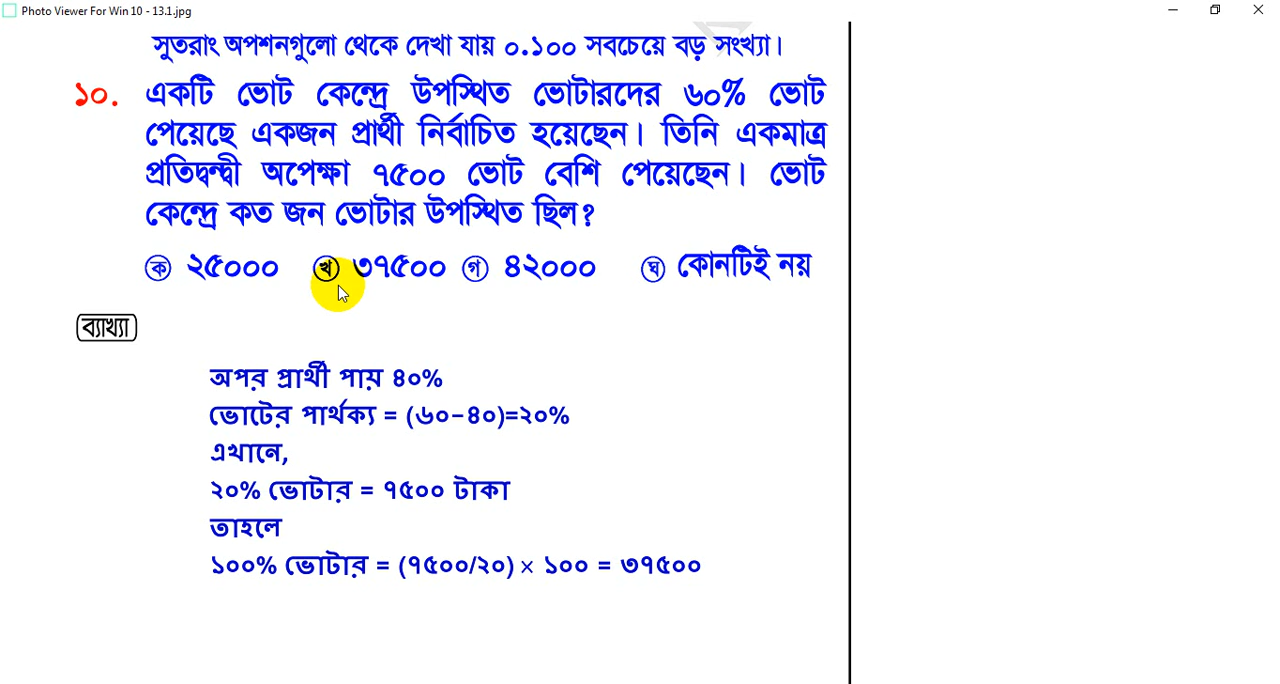 Photo Viewer For Win 10 - 13.1.jpg
সুতরাং অপশনগুলো থেকে দেখা যায় ০.১০০ সবচেয়ে বড় সংখ্যা।
১০. একটি ভোট কেন্দ্রে উপস্থিত ভোটারদের ৬০% ভোট
পেয়েছে একজন প্রার্থী নির্বাচিত হয়েছেন। তিনি একমাত্র
প্রতিদ্বন্দ্বী অপেক্ষা ৭৫০০ ভোট বেশি পেয়েছেন। ভোট
কেন্দ্রে কত জন ভোটার উপস্থিত ছিল?
ক ২৫০০০ খ ৩৭৫০০ গ ৪২০০০ ঘ কোনটিই নয়
ব্যাখ্যা
অপর প্রার্থী পায় ৪০%
ভোটের পার্থক্য = (৬০-৪০)=২০%
এখানে,
২০% ভোটার = ৭৫০০ টাকা
তাহলে
১০০% ভোটার = (৭৫০০/২০) × ১০০ = ৩৭৫০০